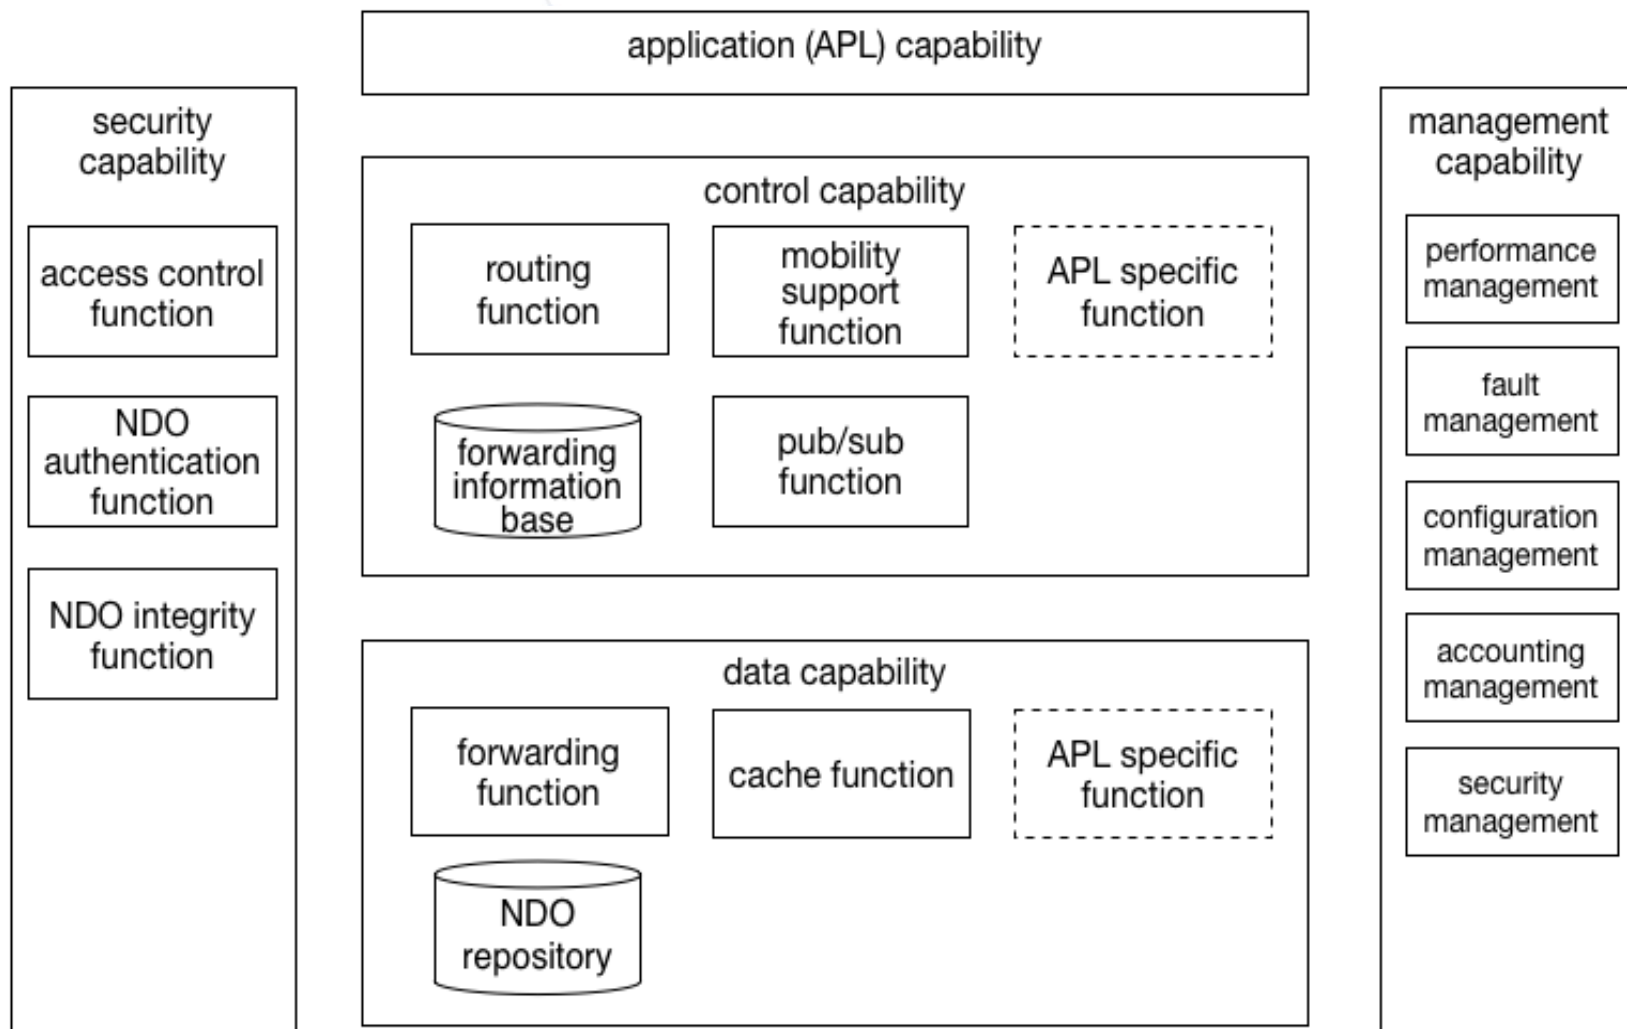 application (APL) capability
security
capability
access control
function
NDO
authentication
function
NDO integrity
function
control capability
routing
function
mobility
support
function
APL specific
function
forwarding
information
base
pub/sub
function
data capability
forwarding
function
cache function
APL specific
function
NDO
repository
management
capability
performance
management
fault
management
configuration
management
accounting
management
security
management